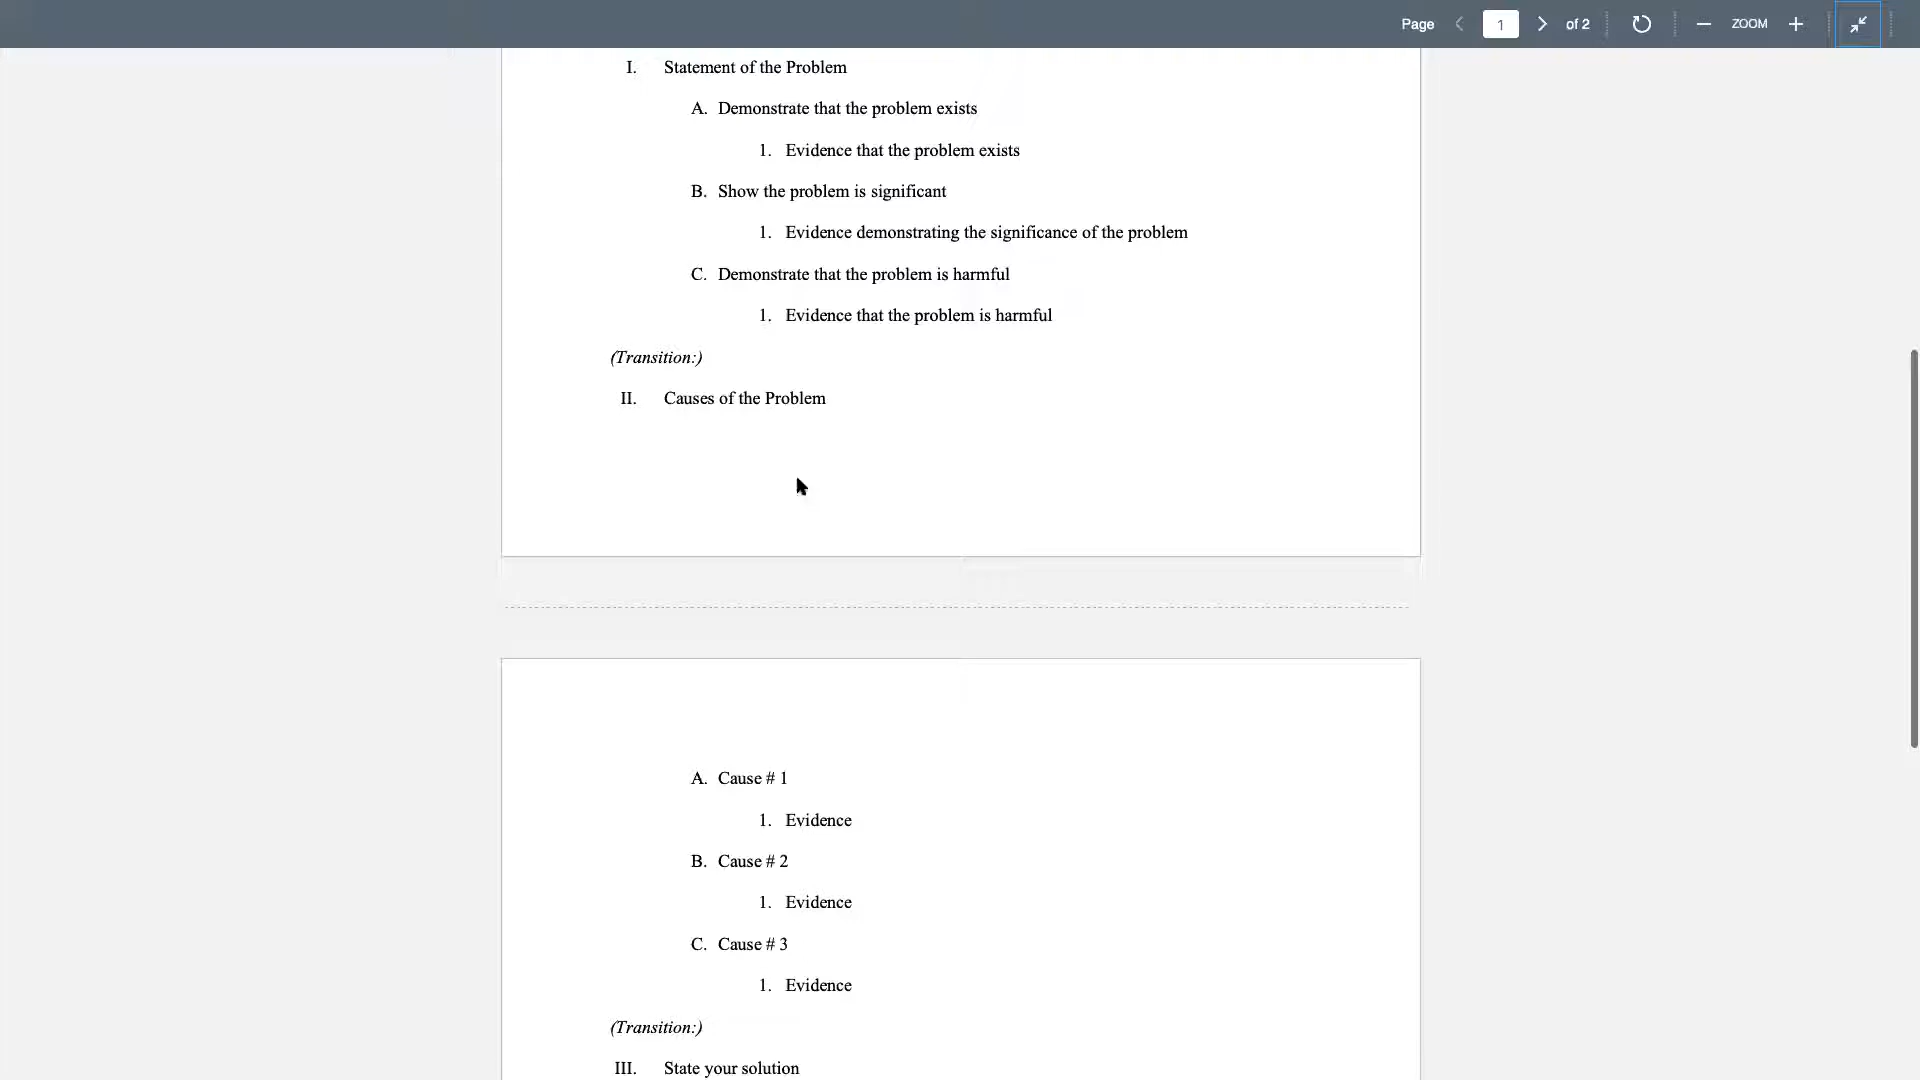 Page 1 of 2 ZOOM
I. Statement of the Problem
A. Demonstrate that the problem exists
1. Evidence that the problem exists
B. Show the problem is significant
1. Evidence demonstrating the significance of the problem
C. Demonstrate that the problem is harmful
1. Evidence that the problem is harmful
(Transition:)
II. Causes of the Problem
A. Cause # 1
1. Evidence
B. Cause # 2
1. Evidence
C. Cause # 3
1. Evidence
(Transition:)
III. State your solution